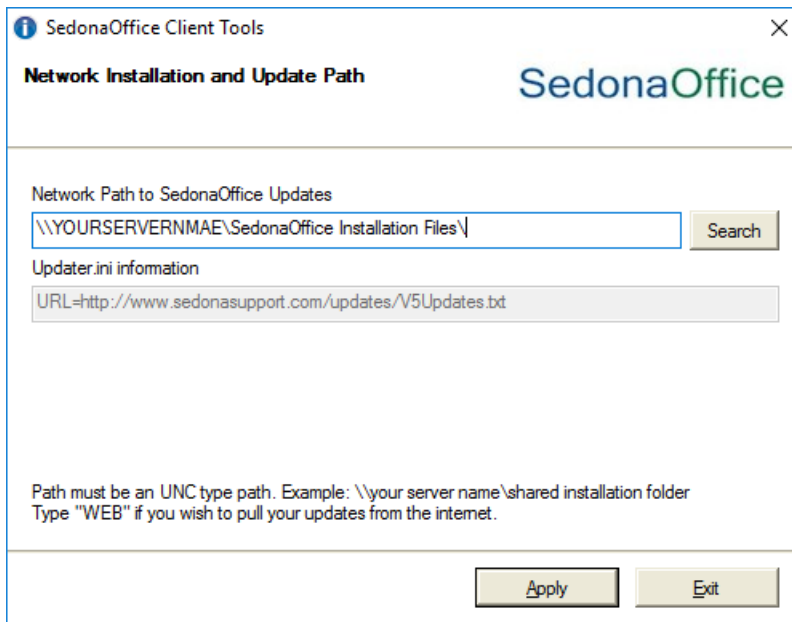 SedonaOffice Client Tools
Network Installation and Update Path
SedonaOffice
Network Path to SedonaOffice Updates
\\YOURSERVERNMAE\SedonaOffice Installation Files\
Search
Updater.ini information
URL=http://www.sedonasupport.com/updates/V5Updates.txt
Path must be an UNC type path. Example: \\your server name\shared installation folder
Type "WEB" if you wish to pull your updates from the internet.
Apply
Exit